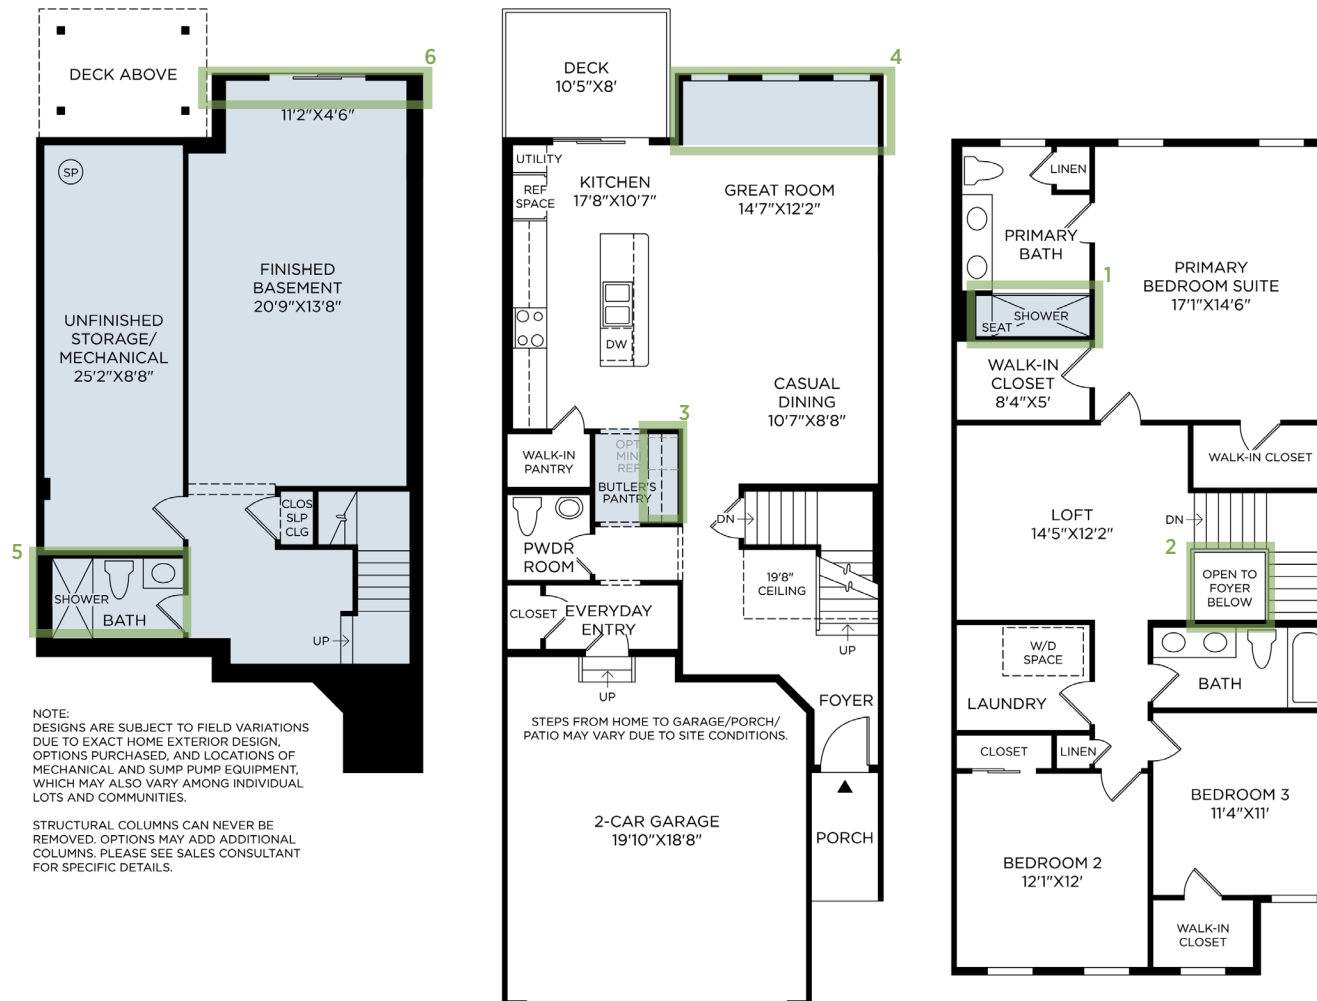 DECK ABOVE
6
11'2"X4'6"
SP
FINISHED
BASEMENT
20'9"X13'8"
UNFINISHED
STORAGE/
MECHANICAL
25'2"X8'8"
CLOS
SLP
CLG
5
SHOWER
BATH
UP
NOTE:
DESIGNS ARE SUBJECT TO FIELD VARIATIONS
DUE TO EXACT HOME EXTERIOR DESIGN,
OPTIONS PURCHASED, AND LOCATIONS OF
MECHANICAL AND SUMP PUMP EQUIPMENT,
WHICH MAY ALSO VARY AMONG INDIVIDUAL
LOTS AND COMMUNITIES.
STRUCTURAL COLUMNS CAN NEVER BE
REMOVED. OPTIONS MAY ADD ADDITIONAL
COLUMNS. PLEASE SEE SALES CONSULTANT
FOR SPECIFIC DETAILS.
DECK
10'5"X8'
4
UTILITY
REF
SPACE
KITCHEN
17'8"X10'7"
GREAT ROOM
14'7"X12'2"
DW
CASUAL
DINING
10'7"X8'8"
3
WALK-IN
PANTRY
OPT.
MINI
REF
BUTLER'S
PANTRY
DN
PWDR
ROOM
19'8"
CEILING
CLOSET
EVERYDAY
ENTRY
UP
UP
FOYER
STEPS FROM HOME TO GARAGE/PORCH/
PATIO MAY VARY DUE TO SITE CONDITIONS.
2-CAR GARAGE
19'10"X18'8"
PORCH
LINEN
PRIMARY
BATH
PRIMARY
BEDROOM SUITE
17'1"X14'6"
1
SHOWER
SEAT
WALK-IN
CLOSET
8'4"X5'
WALK-IN CLOSET
LOFT
14'5"X12'2"
DN
2
OPEN TO
FOYER
BELOW
W/D
SPACE
LAUNDRY
BATH
CLOSET
LINEN
BEDROOM 3
11'4"X11'
BEDROOM 2
12'1"X12'
WALK-IN
CLOSET